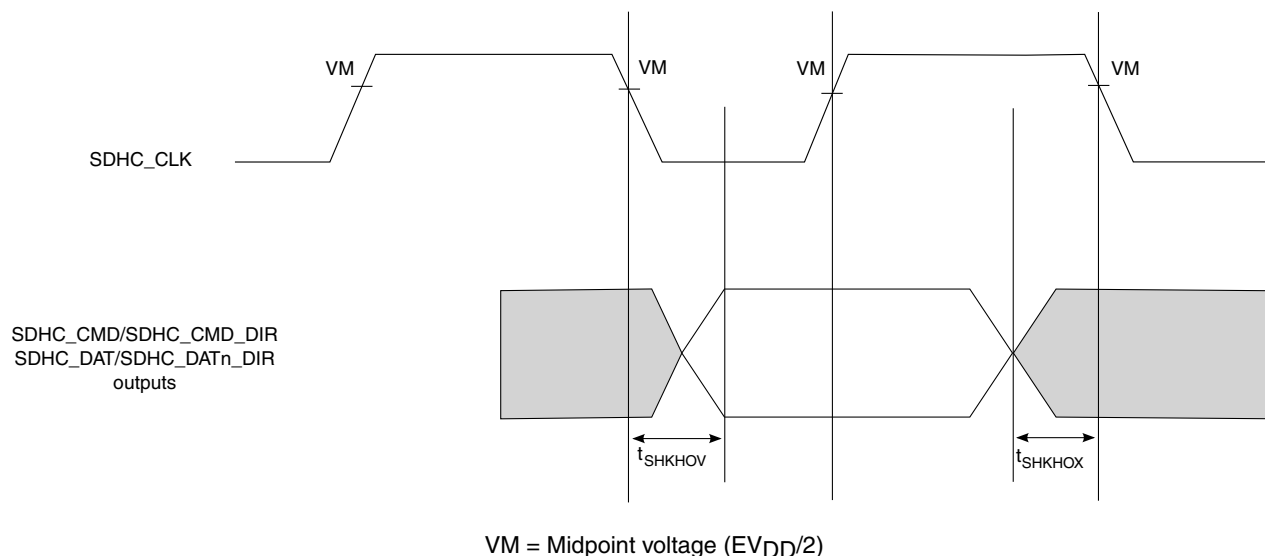 VM VM VM VM
SDHC_CLK
SDHC_CMD/SDHC_CMD_DIR
SDHC_DAT/SDHC_DATn_DIR
outputs
tSHKHOV tSHKHOX
VM = Midpoint voltage (EVDD/2)